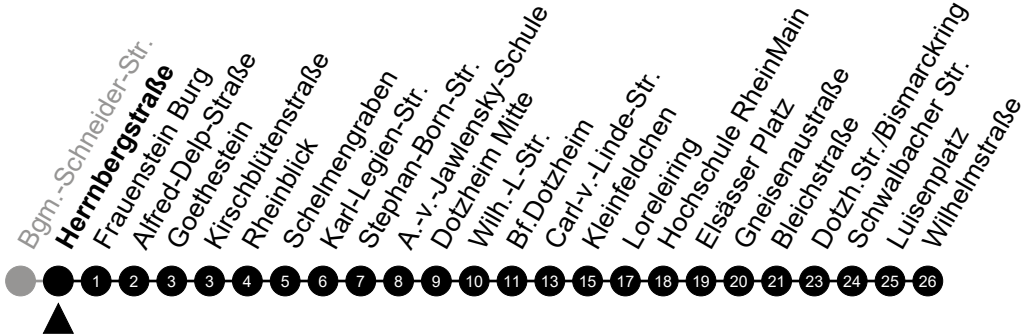 Bgm.-Schneider-Str.
Herrnbergstraße
Frauenstein Burg
Alfred-Delp-Straße
Goethestein
Kirschblütenstraße
Rheinblick
Schelmengraben
Karl-Legien-Str.
Stephan-Born-Str.
A.-v.-Jawlensky-Schule
Dotzheim Mitte
Wilh.-L-Str.
Bf.Dotzheim
Carl-v.-Linde-Str.
Kleinfeldchen
Loreleiring
Hochschule RheinMain
Elsässer Platz
Gneisenaustraße
Bleichstraße
Dotzh.Str./Bismarckring
Schwalbacher Str.
Luisenplatz
Wilhelmstraße
1 2 3 3 4 5 6 7 8 9 10 11 13 15 17 18 19 20 21 23 24 25 26